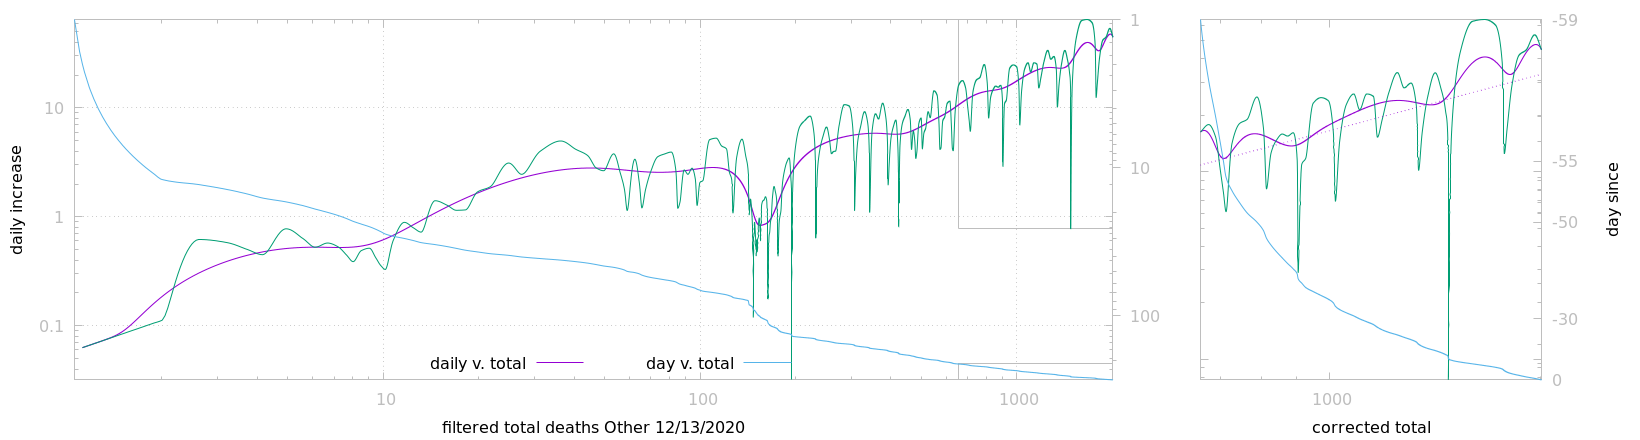 daily increase
10
1
0.1
daily v. total
day v. total
10
100
1000
filtered total deaths Other 12/13/2020
1
10
100
1000
corrected total
-59
-55
-50
-30
0
day since